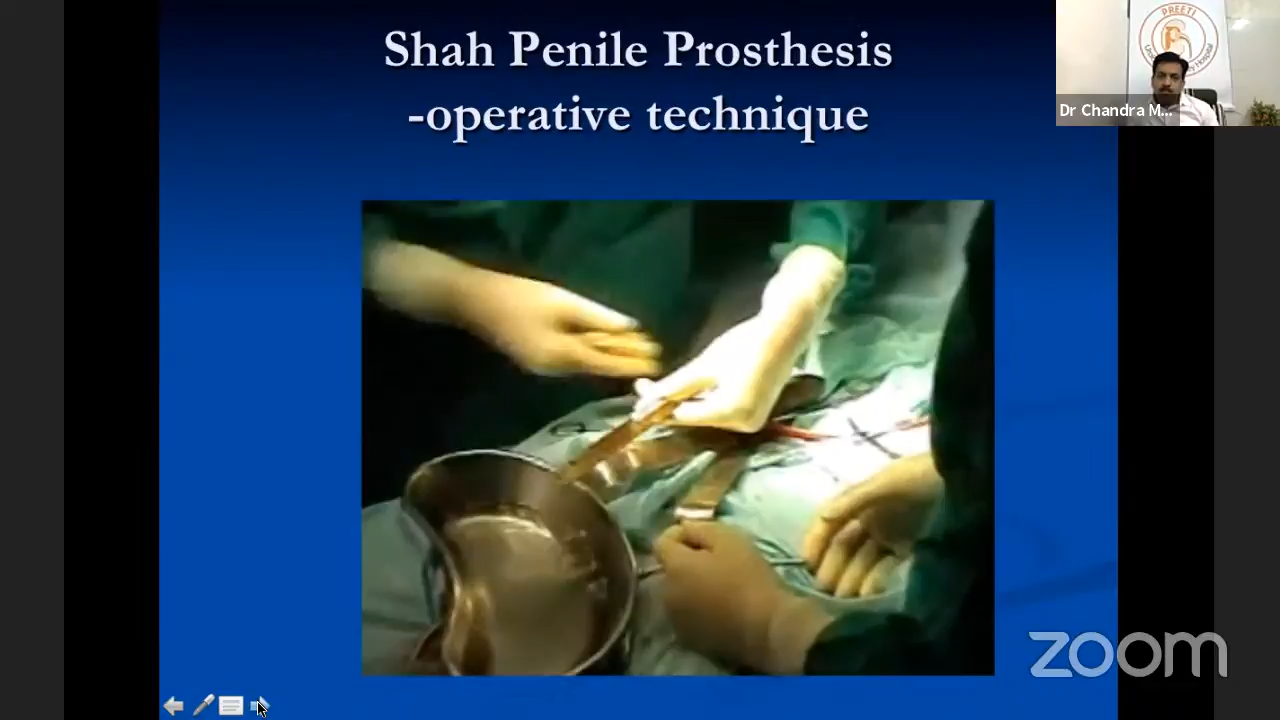 Shah Penile Prosthesis
-operative technique
PREETI
Dr Chandra M...
zoom